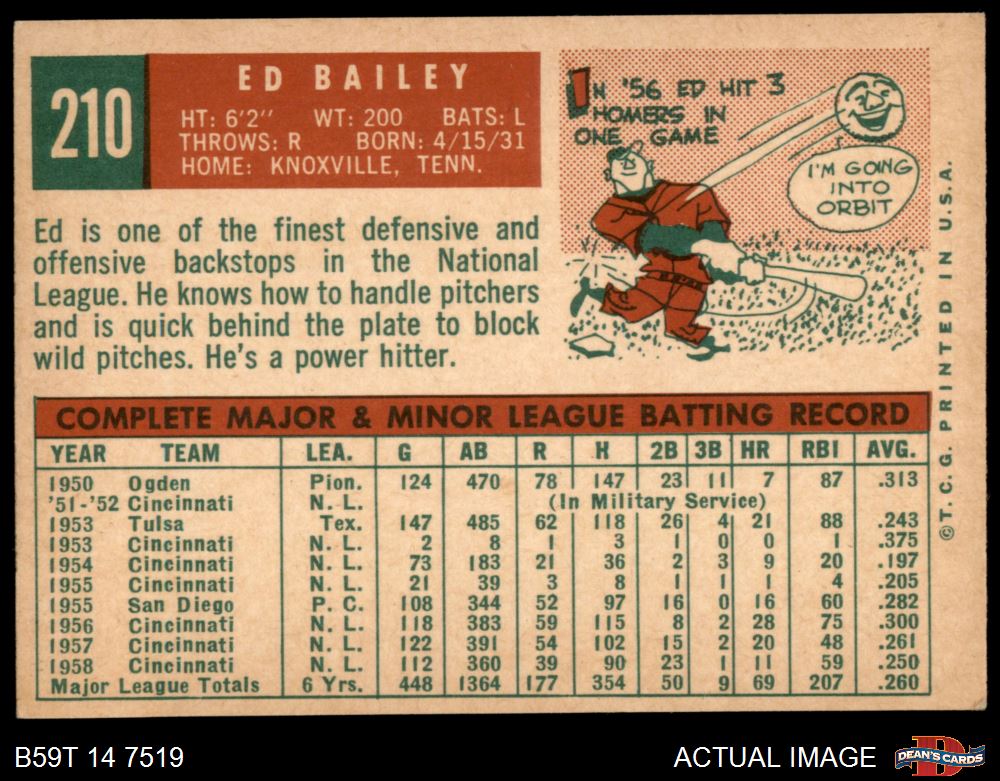 210
ED BAILEY
HT: 6'2" WT: 200 BATS: L
THROWS: R BORN: 4/15/31
HOME: KNOXVILLE, TENN.
IN '56 ED HIT 3
HOMERS IN
ONE GAME
I'M GOING
INTO
ORBIT
Ed is one of the finest defensive and
offensive backstops in the National
League. He knows how to handle pitchers
and is quick behind the plate to block
wild pitches. He's a power hitter.
COMPLETE MAJOR & MINOR LEAGUE BATTING RECORD
YEAR TEAM LEA. G AB R H 2B 3B HR RBI AVG.
1950 Ogden Pion. 124 470 78 147 23 11 7 87 .313
'51-'52 Cincinnati N. L. (In Military Service)
1953 Tulsa Tex. 147 485 62 118 26 4 21 88 .243
1953 Cincinnati N. L. 2 8 1 3 1 0 0 1 .375
1954 Cincinnati N. L. 73 183 21 36 2 3 9 20 .197
1955 Cincinnati N. L. 21 39 3 8 1 1 1 4 .205
1955 San Diego P. C. 108 344 52 97 16 0 16 60 .282
1956 Cincinnati N. L. 118 383 59 115 8 2 28 75 .300
1957 Cincinnati N. L. 122 391 54 102 15 2 20 48 .261
1958 Cincinnati N. L. 112 360 39 90 23 1 11 59 .250
Major League Totals 6 Yrs. 448 1364 177 354 50 9 69 207 .260
©T. C. G. PRINTED IN U.S.A.
B59T 14 7519
ACTUAL IMAGE
D
DEAN'S CARDS